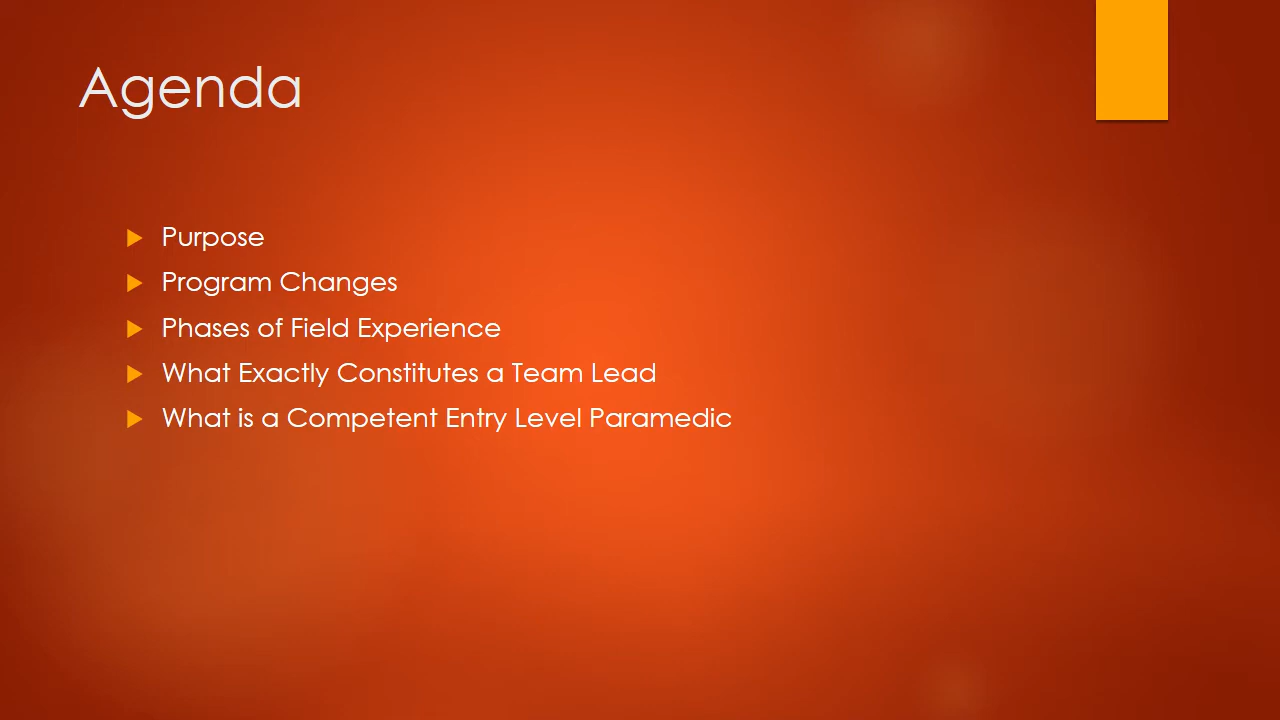 Agenda
Purpose
Program Changes
Phases of Field Experience
What Exactly Constitutes a Team Lead
What is a Competent Entry Level Paramedic